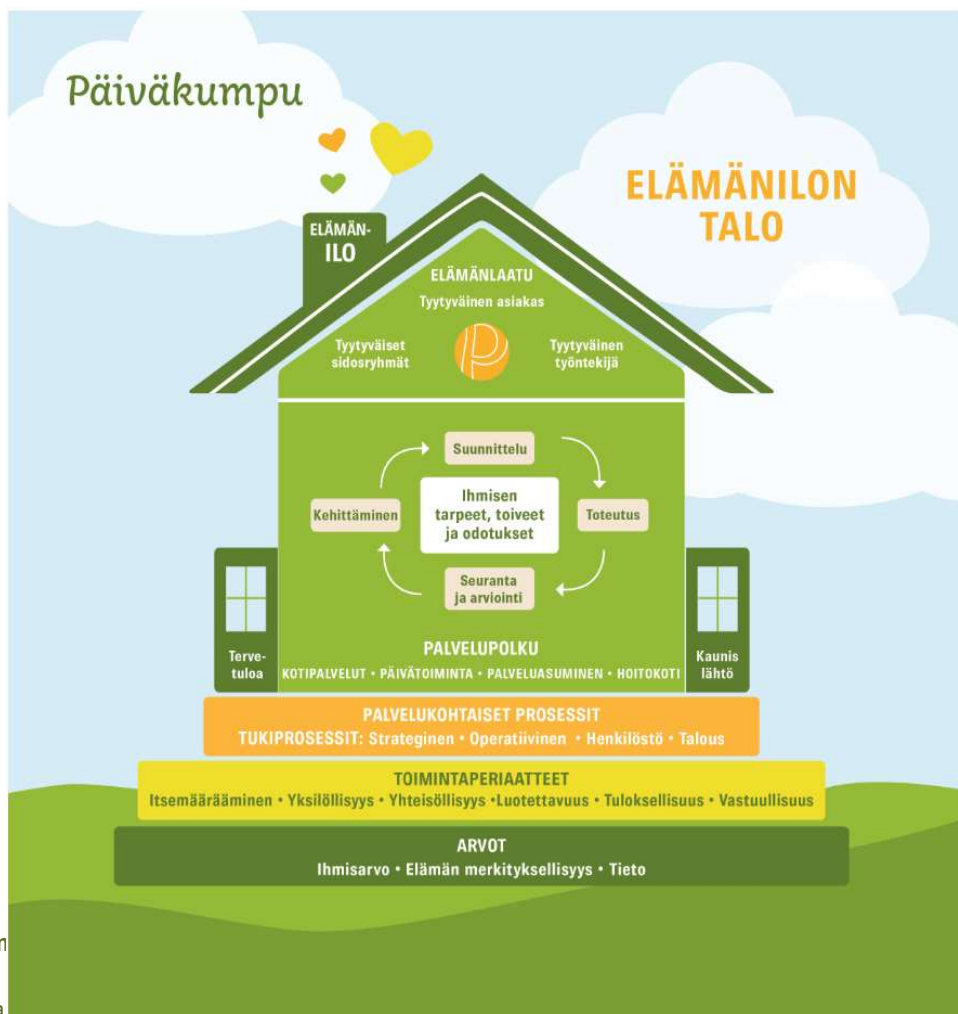 Päiväkumpu
ELÄMÄNILON
TALO
ELÄMÄN-
ILO
ELÄMÄNLAATU
Tyytyväinen asiakas
Tyytyväiset
sidosryhmät
P
Tyytyväinen
työntekijä
Suunnittelu
Kehittäminen
Ihmisen
tarpeet, toiveet
ja odotukset
Toteutus
Seuranta
ja arviointi
Terve-
tuloa
PALVELUPOLKU
KOTIPALVELUT • PÄIVÄTOIMINTA • PALVELUASUMINEN • HOITOKOTI
Kaunis
lähtö
PALVELUKOHTAISET PROSESSIT
TUKIPROSESSIT: Strateginen • Operatiivinen • Henkilöstö • Talous
TOIMINTAPERIAATTEET
Itsemäärääminen • Yksilöllisyys • Yhteisöllisyys •Luotettavuus • Tuloksellisuus • Vastuullisuus
ARVOT
Ihmisarvo • Elämän merkityksellisyys • Tieto